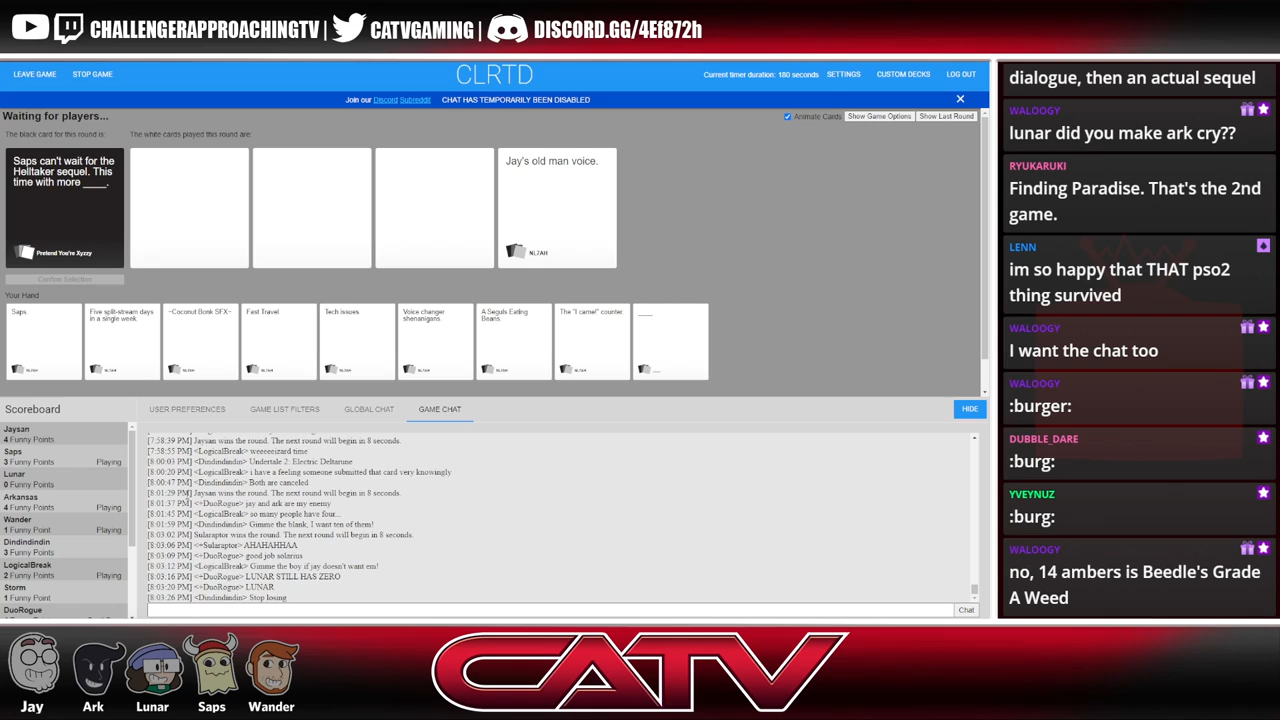 CHALLENGERAPPROACHINGTV | CATVGAMING | DISCORD.GG/4Ef872h
LEAVE GAME STOP GAME CLRTD Current timer duration: 180 seconds SETTINGS CUSTOM DECKS LOG OUT
Join our Discord Subreddit CHAT HAS TEMPORARILY BEEN DISABLED
Waiting for players... Animate Cards Show Game Options Show Last Round
The black card for this round is: The white cards played this round are:
Saps can't wait for the
Helltaker sequel. This
time with more ____.
Pretend You're Xyzzy
Jay's old man voice.
NLZAH
Confirm Selection
Your Hand
Saps.
NLZAH
Five split-stream days
in a single week.
NLZAH
~Coconut Bonk SFX~
NLZAH
Fast Travel.
NLZAH
Tech issues.
NLZAH
Voice changer
shenanigans.
NLZAH
A Seguls Eating
Beans.
NLZAH
The "I came!" counter.
NLZAH
____
____
Scoreboard
Jaysan
4 Funny Points
Saps
3 Funny Points Playing
Lunar
0 Funny Points
Arkanas
4 Funny Points Playing
Wander
1 Funny Point Playing
Dindindindin
3 Funny Points
LogicalBreak
2 Funny Points Playing
Storm
1 Funny Point
DuoRogue
USER PREFERENCES GAME LIST FILTERS GLOBAL CHAT GAME CHAT HIDE
[7:58:39 PM] Jaysan wins the round. The next round will begin in 8 seconds.
[7:58:55 PM] <LogicalBreak> weeeeeizard time
[8:00:03 PM] <Dindindindin> Undertale 2: Electric Deltarune
[8:00:20 PM] <LogicalBreak> i have a feeling someone submitted that card very knowingly
[8:00:42 PM] <Dindindindin> Both are canceled
[8:01:29 PM] Jaysan wins the round. The next round will begin in 8 seconds.
[8:01:37 PM] <+DuoRogue> jay and ark are my enemy
[8:01:45 PM] <LogicalBreak> so many people have four...
[8:01:59 PM] <Dindindindin> Gimme the blank, I want ten of them!
[8:03:02 PM] Sularaptor wins the round. The next round will begin in 8 seconds.
[8:03:06 PM] <+Sularaptor> AHAHAHHAA
[8:03:09 PM] <+DuoRogue> good job solarius
[8:03:12 PM] <LogicalBreak> Gimme the boy if jay doesn't want em!
[8:03:16 PM] <+DuoRogue> LUNAR STILL HAS ZERO
[8:03:20 PM] <+DuoRogue> LUNAR
[8:03:26 PM] <Dindindindin> Stop losing
Chat
dialogue, then an actual sequel
WALOOGY
lunar did you make ark cry??
RYUKARUKI
Finding Paradise. That's the 2nd
game.
LENN
im so happy that THAT pso2
thing survived
WALOOGY
I want the chat too
WALOOGY
:burger:
DUBBLE_DARE
:burg:
YVEYNUZ
:burg:
WALOOGY
no, 14 ambers is Beedle's Grade
A Weed
Jay Ark Lunar Saps Wander
CATV